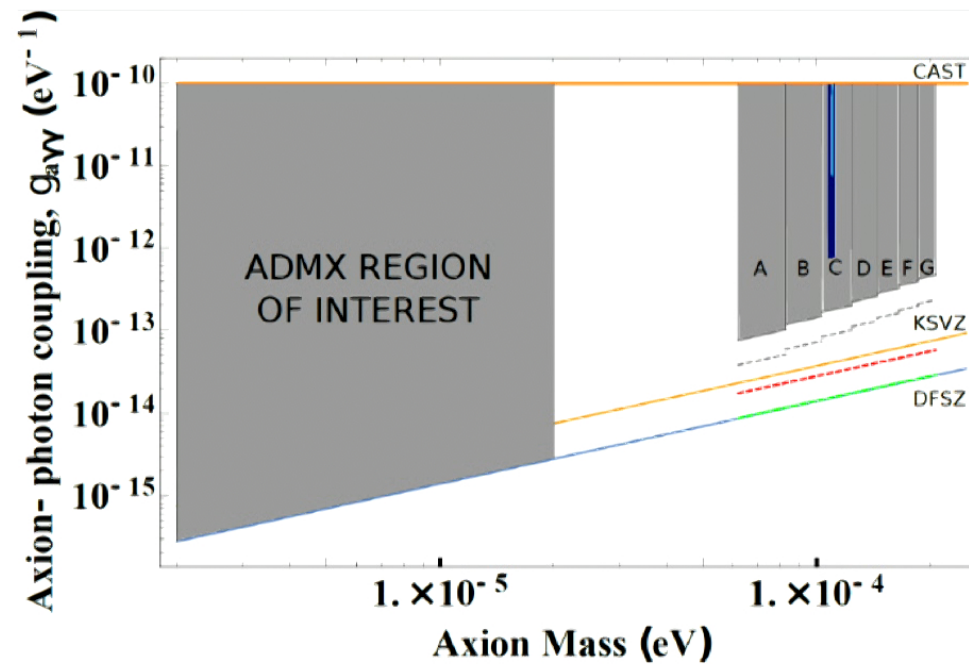 Axion- photon coupling, gaγγ (eV⁻¹)
10⁻¹⁰
10⁻¹¹
10⁻¹²
10⁻¹³
10⁻¹⁴
10⁻¹⁵
CAST
ADMX REGION
OF INTEREST
A B C D E F G
KSVZ
DFSZ
1. ×10⁻⁵ 1. ×10⁻⁴
Axion Mass (eV)